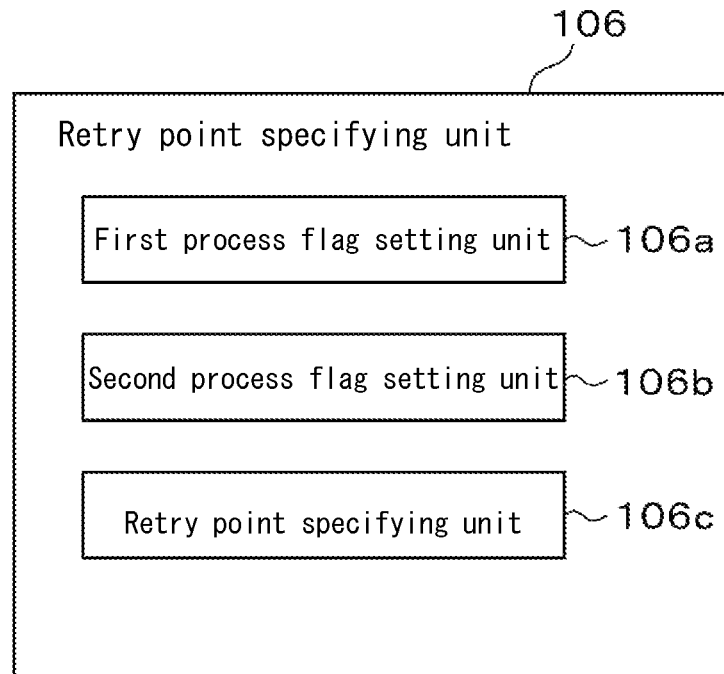 106
Retry point specifying unit
First process flag setting unit 106a
Second process flag setting unit 106b
Retry point specifying unit 106c